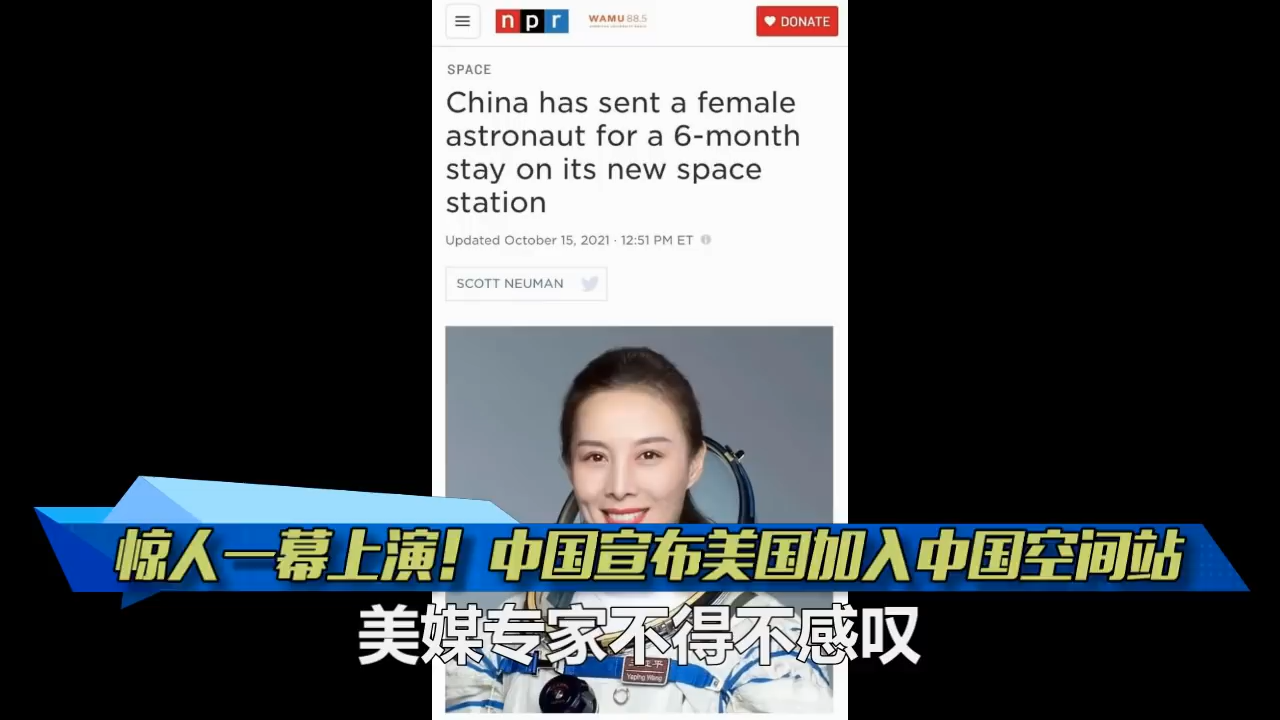 npr
WAMU 88.5
DONATE
SPACE
China has sent a female
astronaut for a 6-month
stay on its new space
station
Updated October 15, 2021 · 12:51 PM ET
SCOTT NEUMAN
惊人一幕上演！中国宣布美国加入中国空间站
美媒专家不得不感叹
Yaping Wang